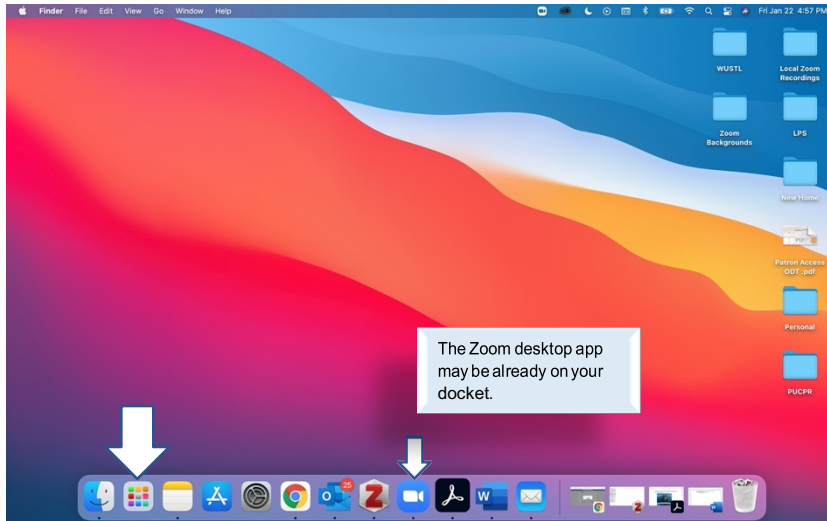 Finder File Edit View Go Window Help
Fri Jan 22 4:57 PM
WUSTL
Local Zoom
Recordings
Zoom
Backgrounds
LPS
New Home
Patron Access
ODT .pdf
Personal
PUCPR
The Zoom desktop app
may be already on your
docket.
26
Z
W